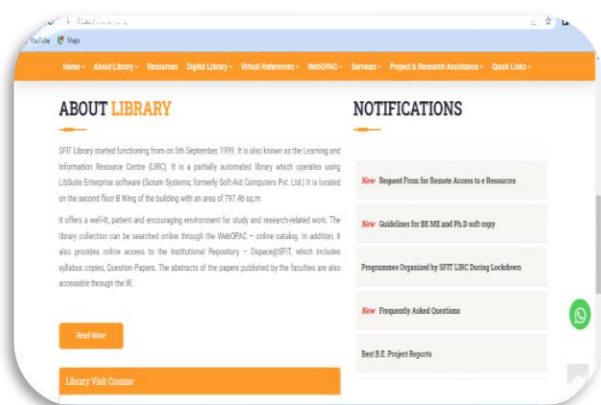 YouTube Maps
Home About Library Resources Digital Library Virtual References WebOPAC Services Project & Research Assistance Quick Links
ABOUT LIBRARY
SFIT Library started functioning from on 5th September, 1999. It is also known as the Learning and
Information Resource Centre (LIRC). It is a partially automated library which operates using
LibSuite Enterprise software (Scrum Systems; formerly Soft-Aid Computers Pvt. Ltd.) It is located
on the second floor B Wing of the building with an area of 797.46 sq.m
It offers a well-lit, patient and encouraging environment for study and research-related work. The
library collection can be searched online through the WebOPAC – online catalog. In addition, it
also provides online access to the Institutional Repository – Dspace@SFIT, which includes
syllabus copies, Question Papers. The abstracts of the papers published by the faculties are also
accessible through the IR.
Read More
Library Visit Counter
NOTIFICATIONS
New Request From for Remote Access to e Resources
New Guidelines for BE ME and Ph.D soft copy
Programmes Organized by SFIT LIRC During Lockdown
New Frequently Asked Questions
Best B.E. Project Reports